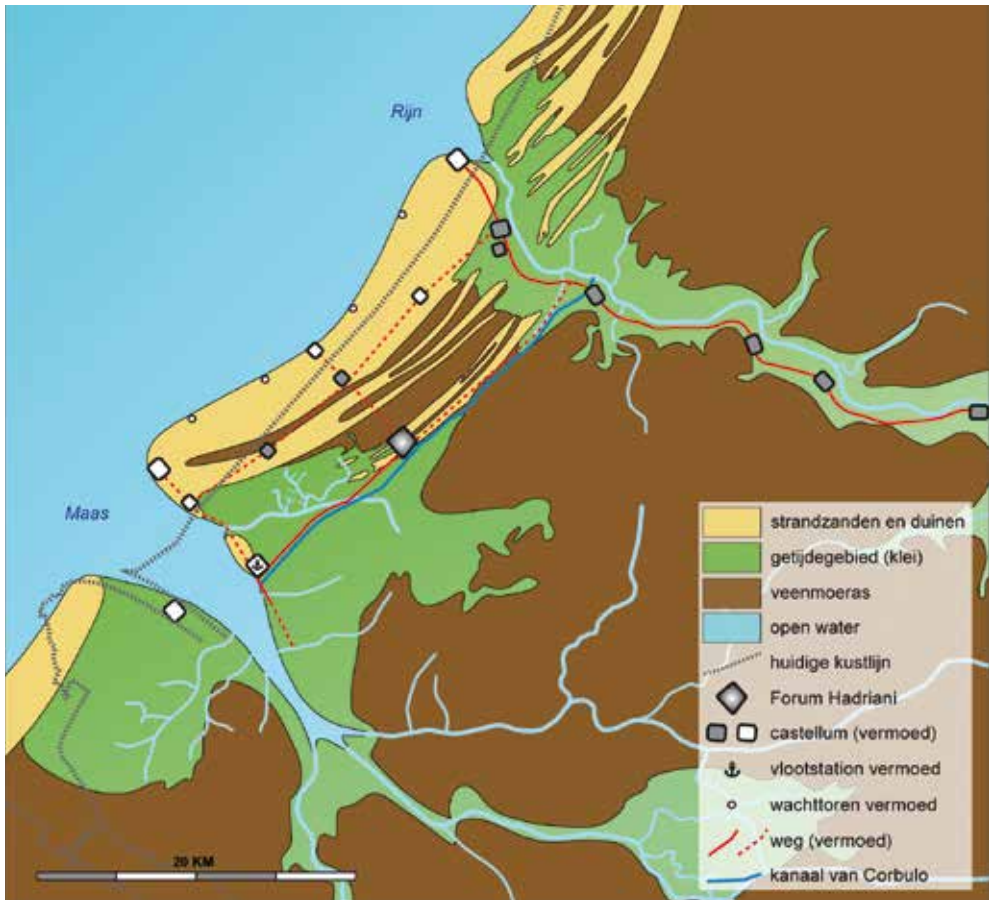 Rijn
Maas
strandzanden en duinen
getijdegebied (klei)
veenmoeras
open water
huidige kustlijn
Forum Hadriani
castellum (vermoed)
vlootstation vermoed
wachttoren vermoed
weg (vermoed)
kanaal van Corbulo
20 KM